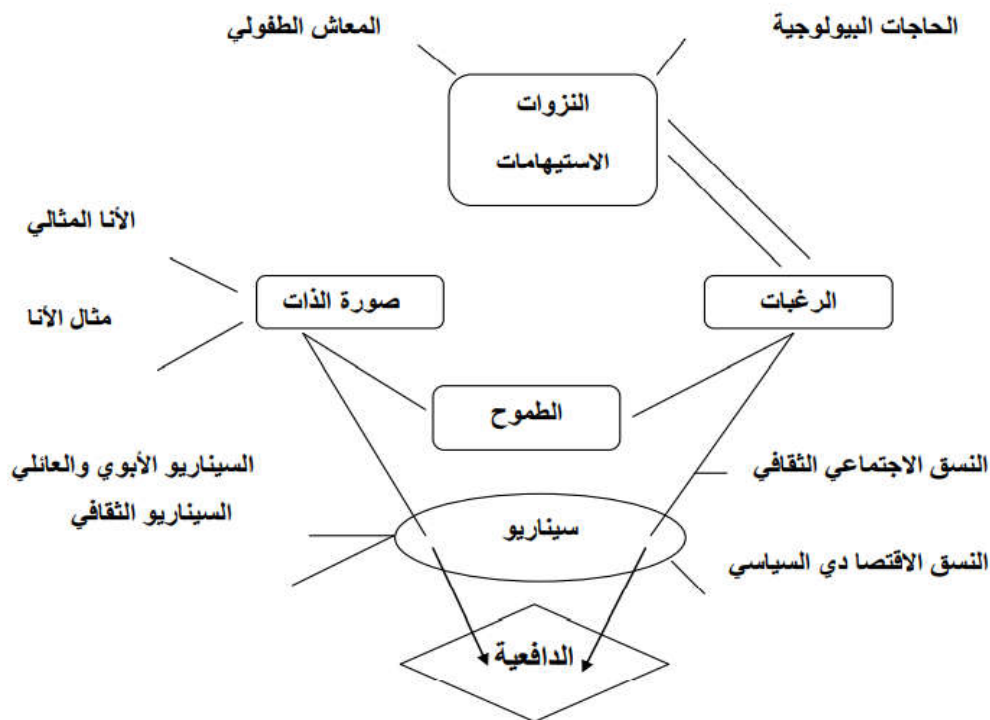 الحاجات البيولوجية
المعاش الطفولي
النزوات
الاستيهامات
الأنا المثالي
الرغبات
صورة الذات
مثال الأنا
الطموح
النسق الاجتماعي الثقافي
السيناريو الأبوي والعائلي
السيناريو الثقافي
سيناريو
النسق الاقتصا دي السياسي
الدافعية